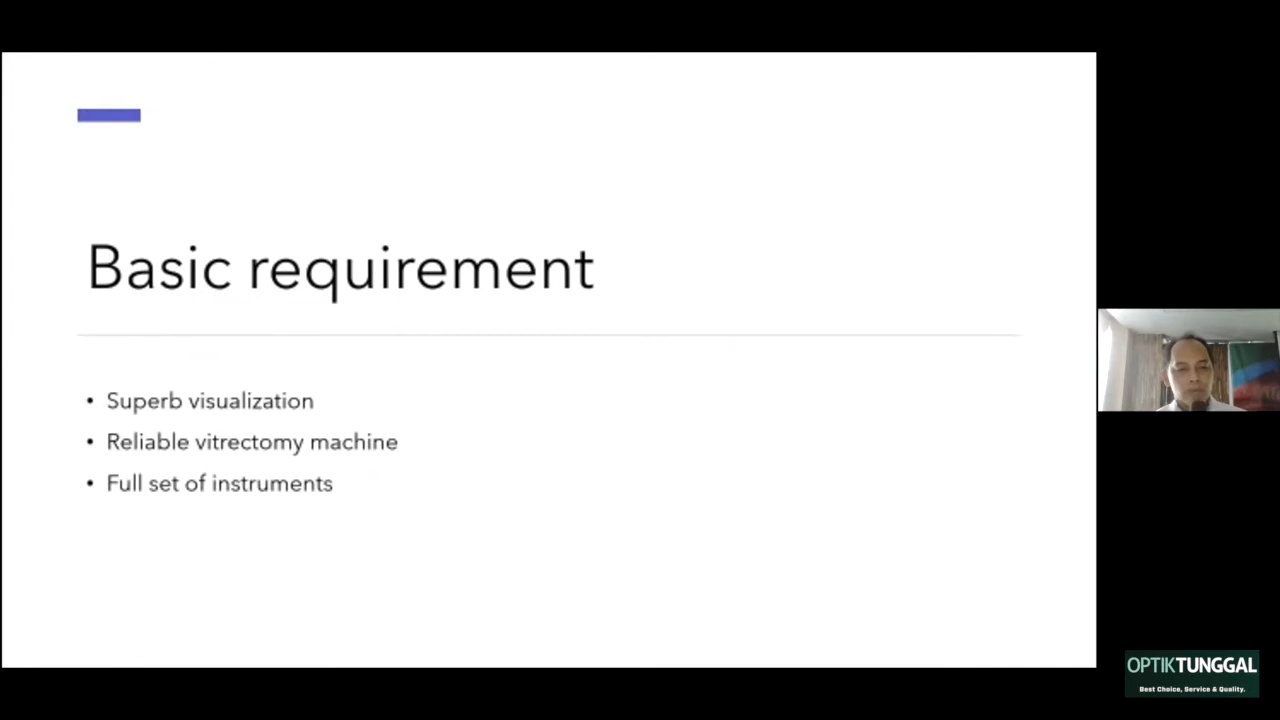 Basic requirement
• Superb visualization
• Reliable vitrectomy machine
• Full set of instruments
OPTIKTUNGGAL
Best Choice, Service & Quality.